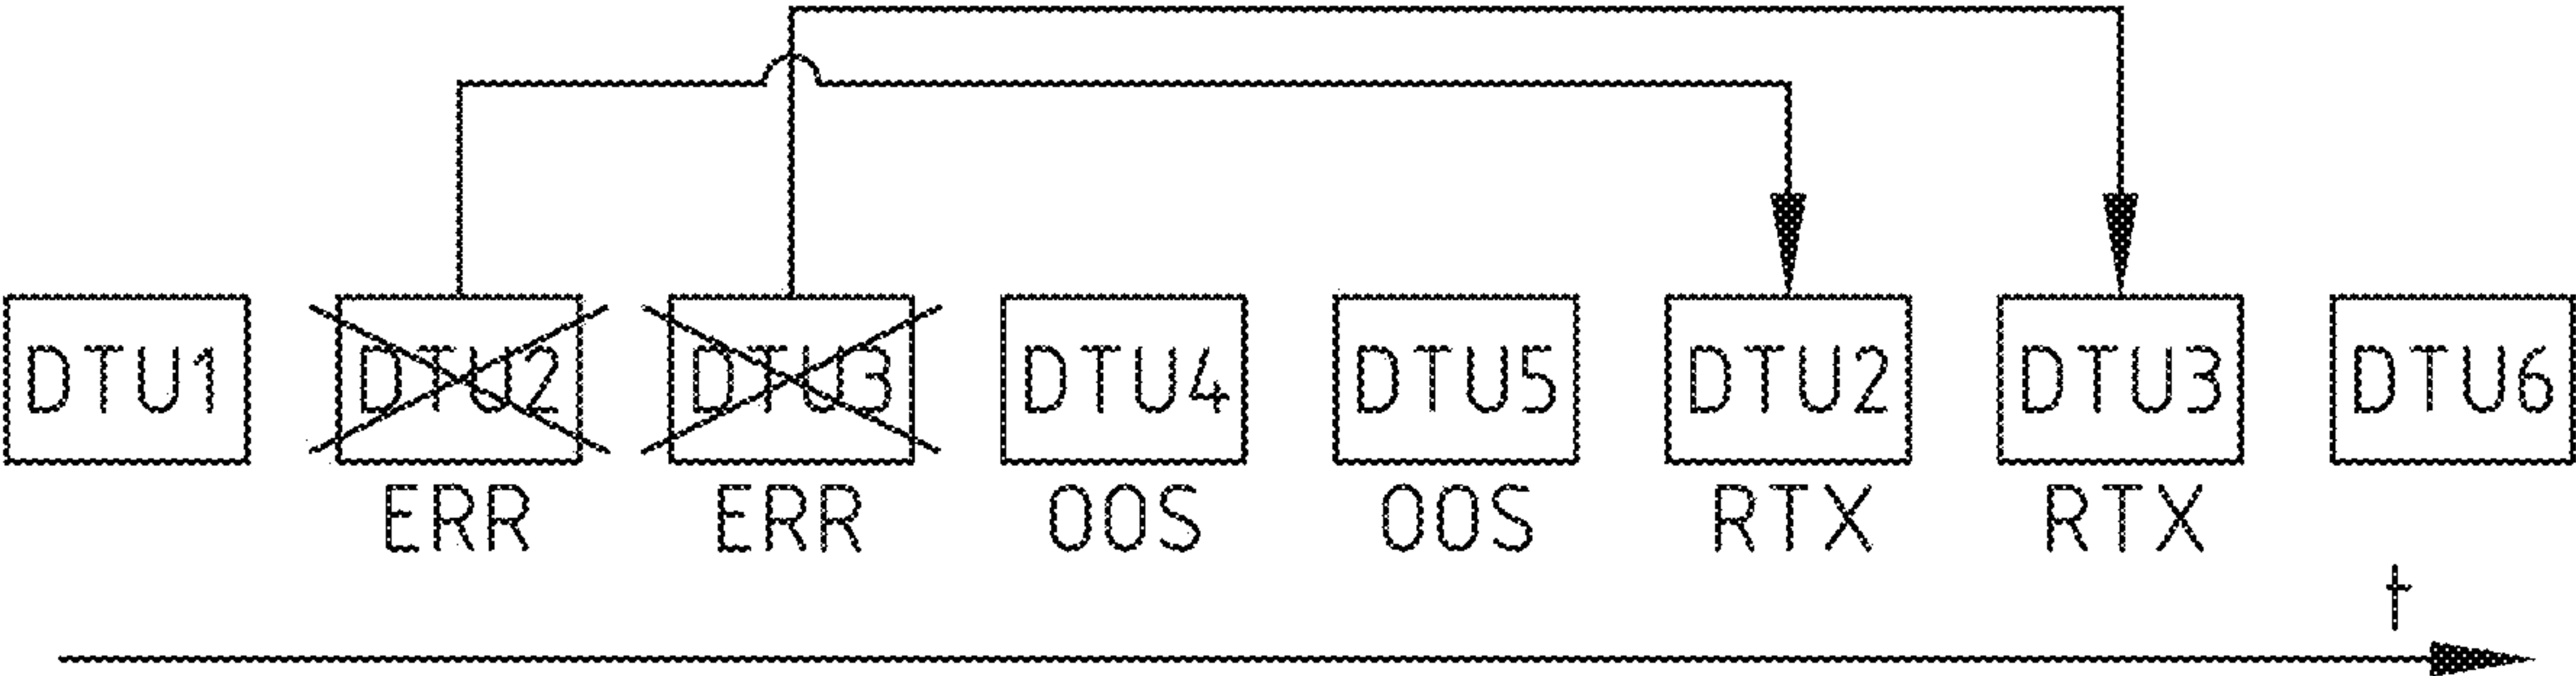 DTU1 DTU2 DTU3 DTU4 DTU5 DTU2 DTU3 DTU6
ERR ERR OOS OOS RTX RTX
t